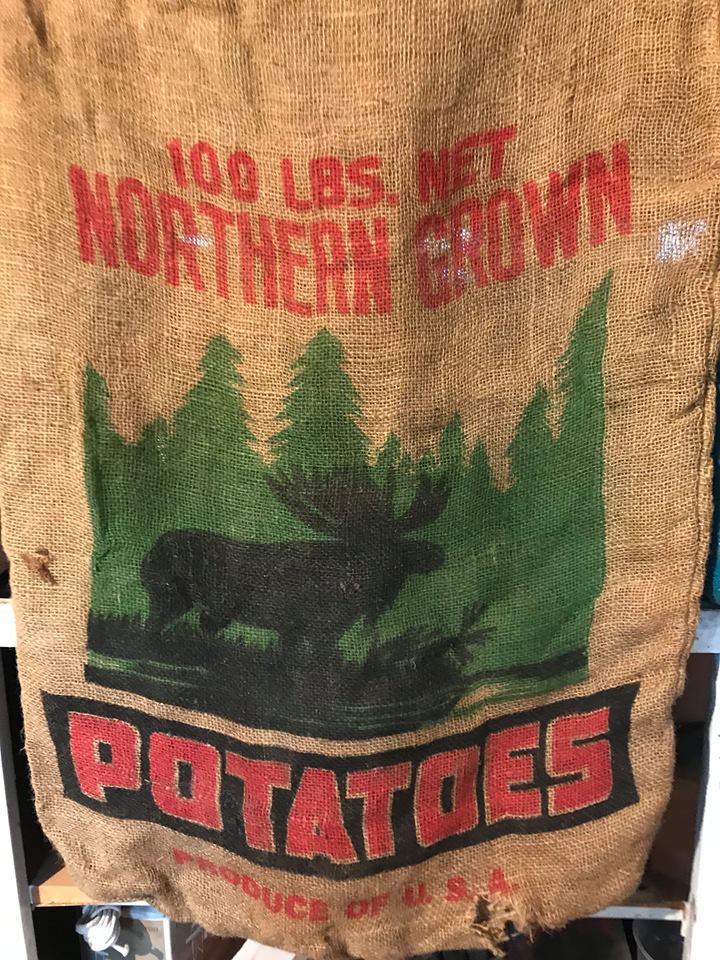 100 LBS. NET
NORTHERN GROWN
POTATOES
PRODUCE OF U. S. A.